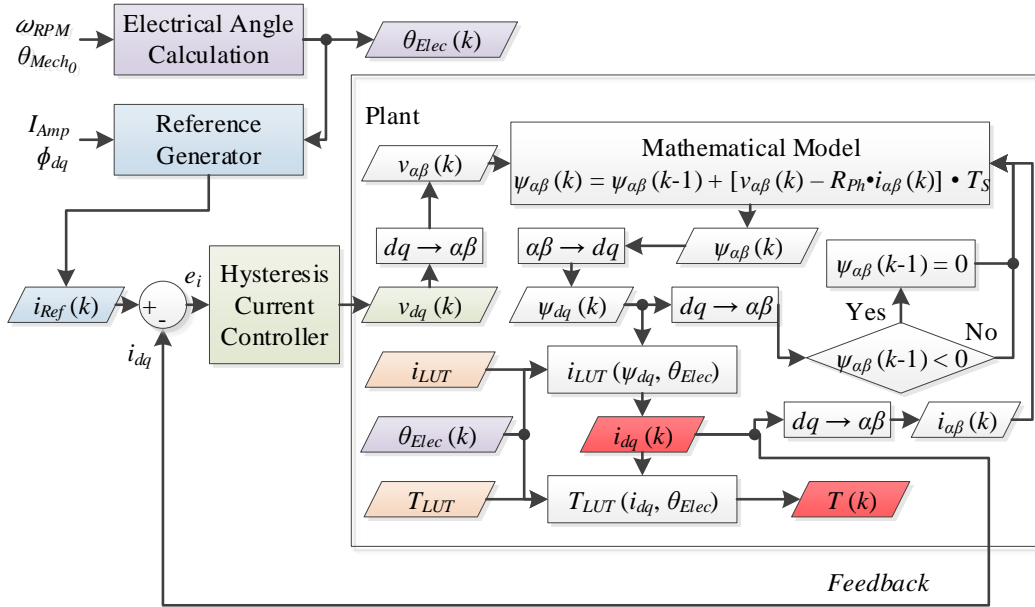 ω_RPM
θ_Mech_0
Electrical Angle
Calculation
θ_Elec (k)
I_Amp
ϕ_dq
Reference
Generator
Plant
v_αβ (k)
Mathematical Model
ψ_αβ (k) = ψ_αβ (k-1) + [v_αβ (k) – R_Ph•i_αβ (k)] • T_S
dq → αβ
αβ → dq
ψ_αβ (k)
ψ_αβ (k-1) = 0
e_i
Hysteresis
Current
Controller
i_Ref (k)
+
-
i_dq
v_dq (k)
ψ_dq (k)
dq → αβ
Yes
No
ψ_αβ (k-1) < 0
i_LUT
i_LUT (ψ_dq, θ_Elec)
θ_Elec (k)
i_dq (k)
dq → αβ
i_αβ (k)
T_LUT
T_LUT (i_dq, θ_Elec)
T (k)
Feedback